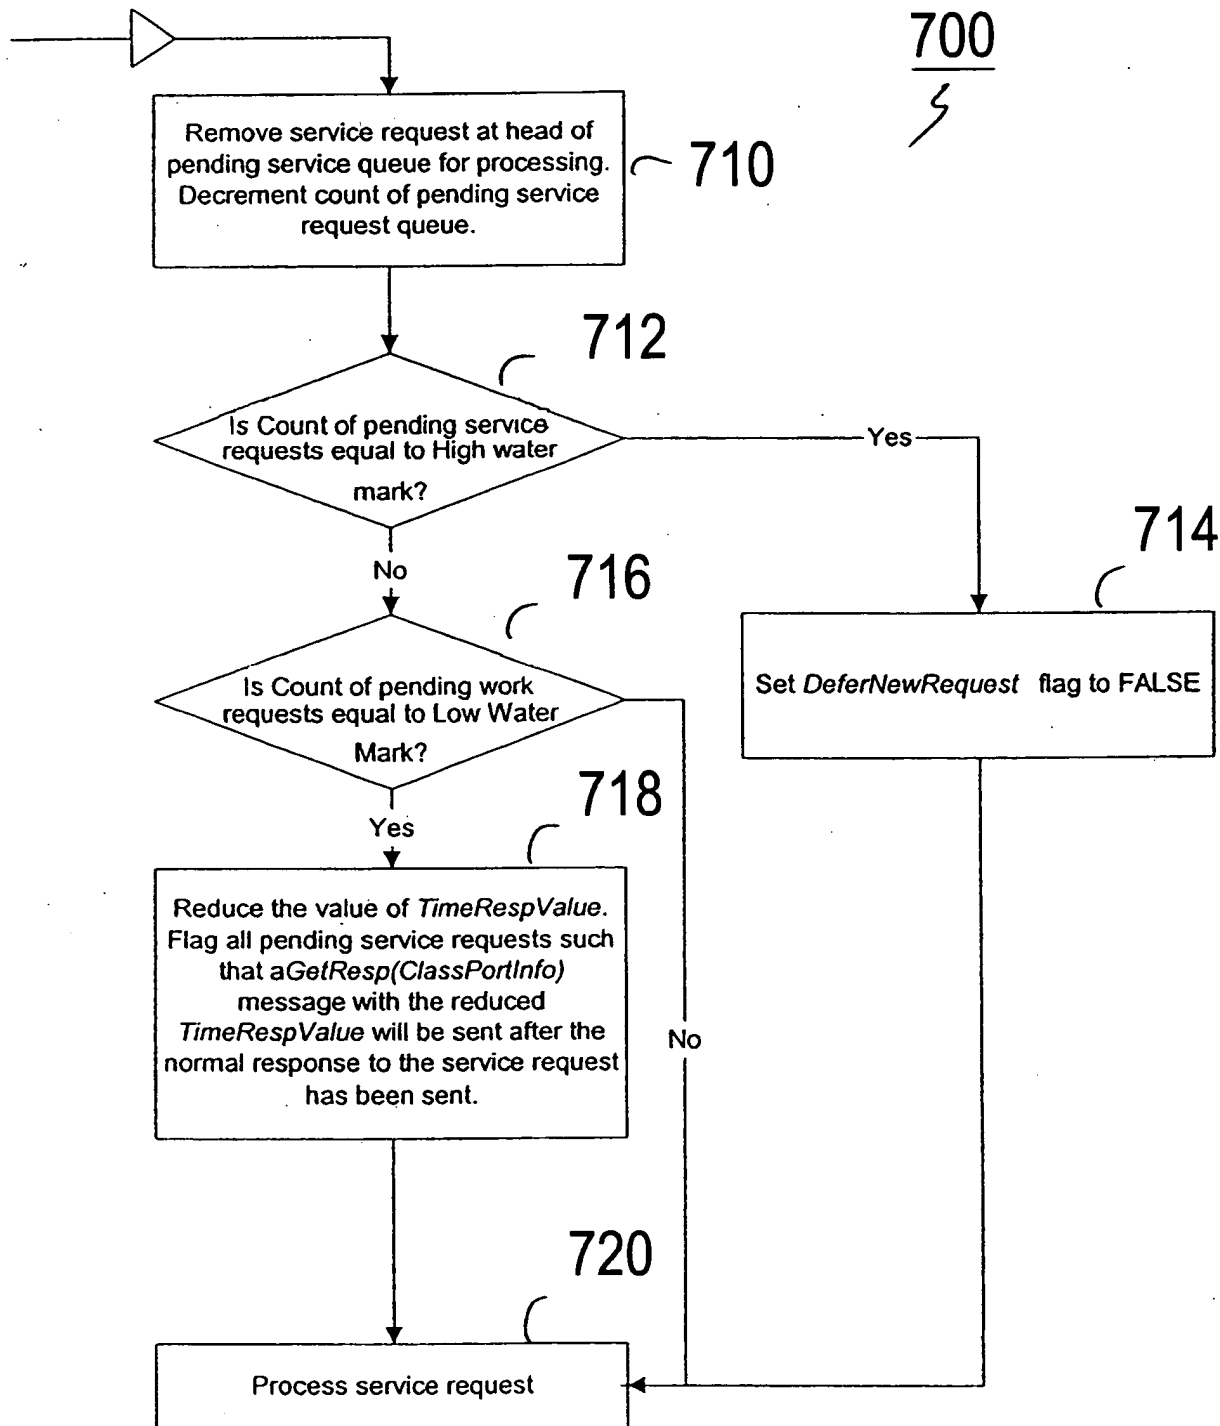 700
Remove service request at head of
pending service queue for processing.
Decrement count of pending service
request queue.
710
712
Is Count of pending service
requests equal to High water
mark?
Yes
No
714
Set DeferNewRequest flag to FALSE
716
Is Count of pending work
requests equal to Low Water
Mark?
Yes
No
718
Reduce the value of TimeRespValue.
Flag all pending service requests such
that aGetResp(ClassPortInfo)
message with the reduced
TimeRespValue will be sent after the
normal response to the service request
has been sent.
720
Process service request